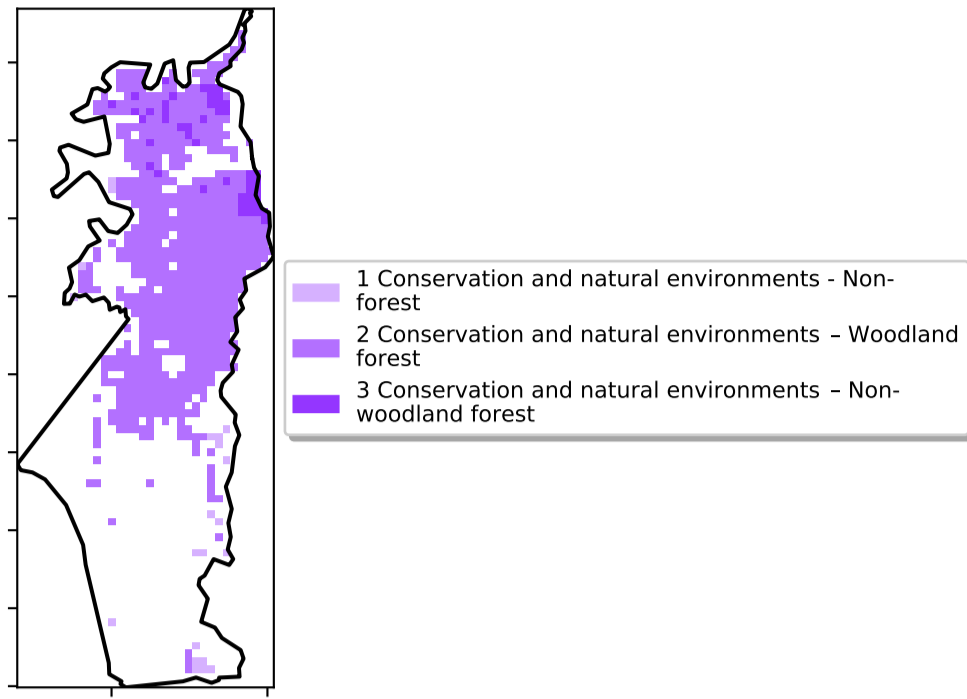 1 Conservation and natural environments - Non-
forest
2 Conservation and natural environments – Woodland
forest
3 Conservation and natural environments – Non-
woodland forest